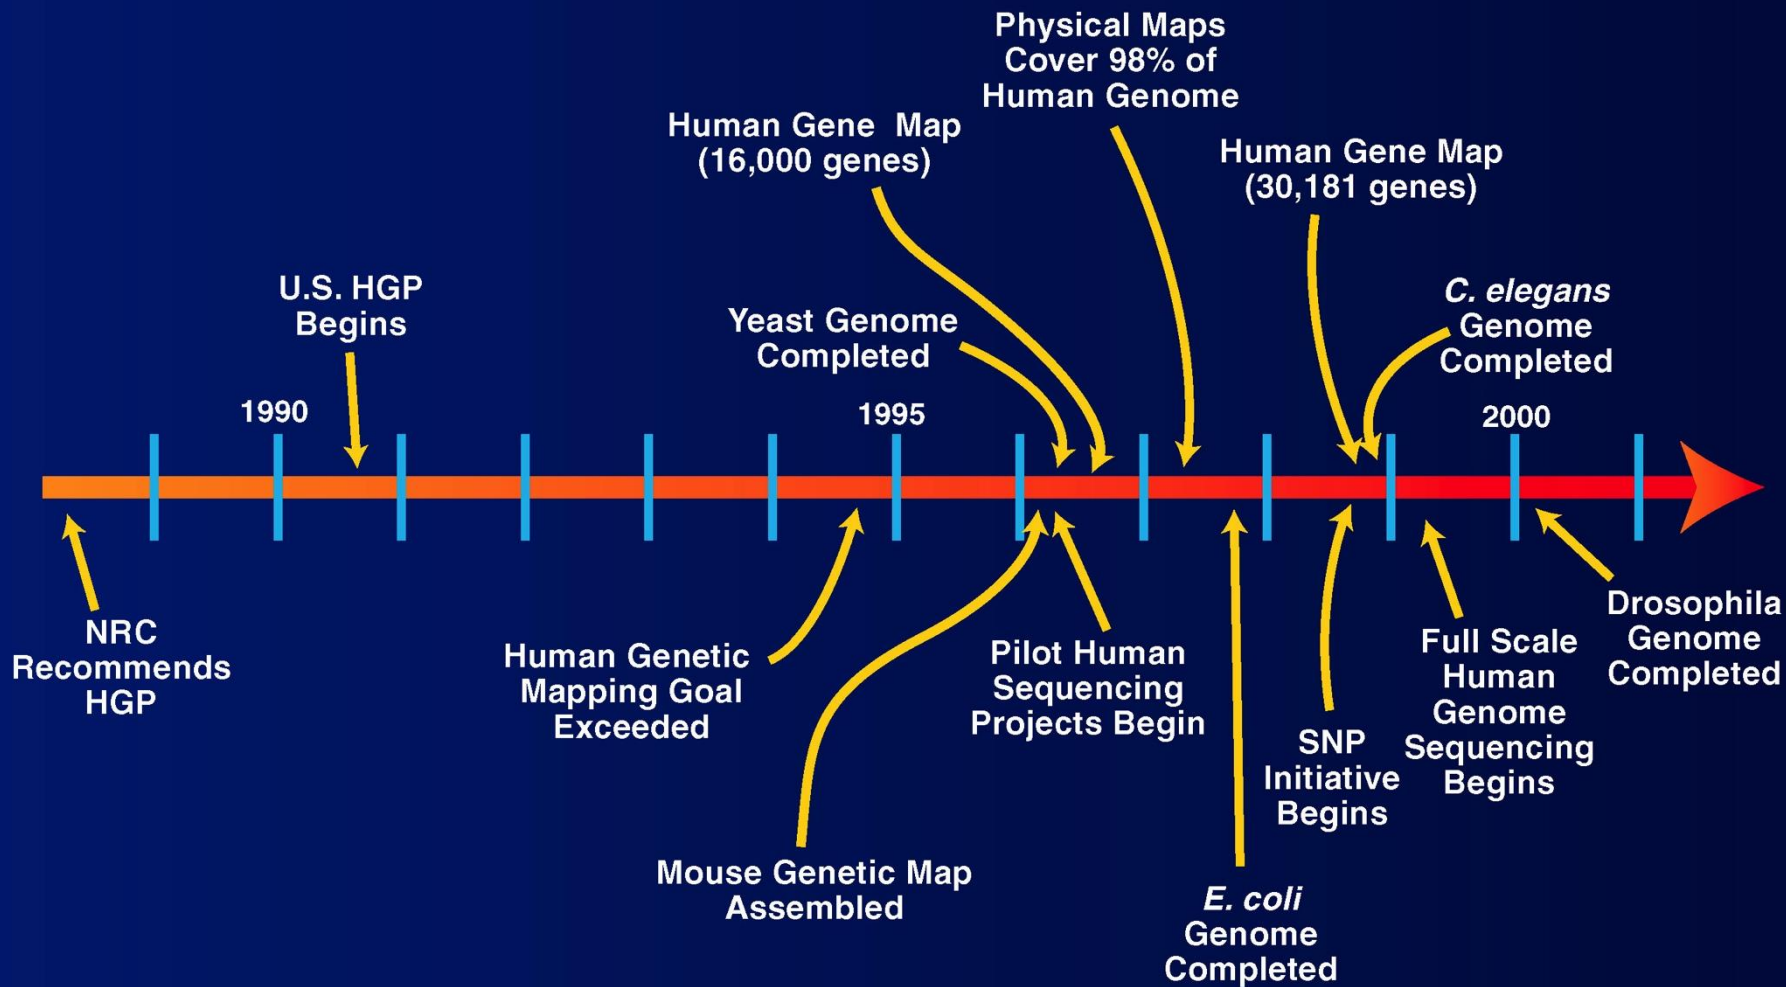 Physical Maps
Cover 98% of
Human Genome
Human Gene Map
(16,000 genes)
Human Gene Map
(30,181 genes)
U.S. HGP
Begins
Yeast Genome
Completed
C. elegans
Genome
Completed
1990
1995
2000
NRC
Recommends
HGP
Human Genetic
Mapping Goal
Exceeded
Mouse Genetic Map
Assembled
Pilot Human
Sequencing
Projects Begin
E. coli
Genome
Completed
SNP
Initiative
Begins
Full Scale
Human
Genome
Sequencing
Begins
Drosophila
Genome
Completed